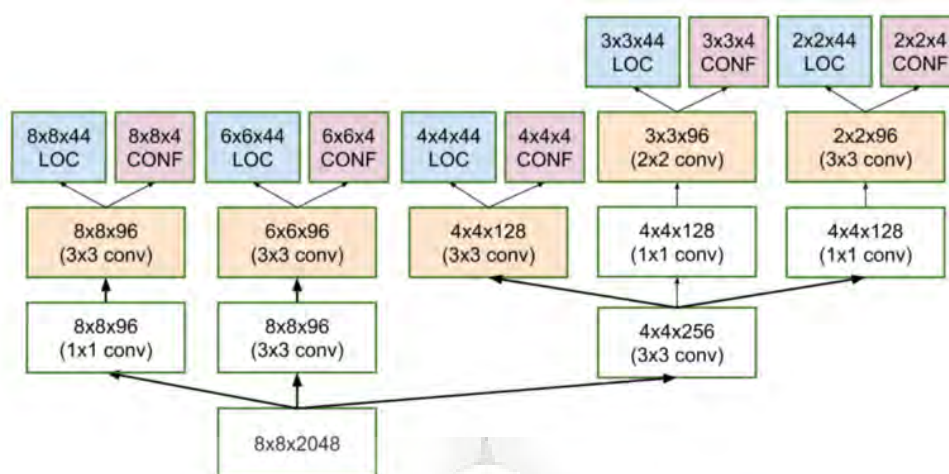 3x3x44
LOC
3x3x4
CONF
2x2x44
LOC
2x2x4
CONF
8x8x44
LOC
8x8x4
CONF
6x6x44
LOC
6x6x4
CONF
4x4x44
LOC
4x4x4
CONF
3x3x96
(2x2 conv)
2x2x96
(3x3 conv)
8x8x96
(3x3 conv)
6x6x96
(3x3 conv)
4x4x128
(3x3 conv)
4x4x128
(1x1 conv)
4x4x128
(1x1 conv)
8x8x96
(1x1 conv)
8x8x96
(3x3 conv)
4x4x256
(3x3 conv)
8x8x2048